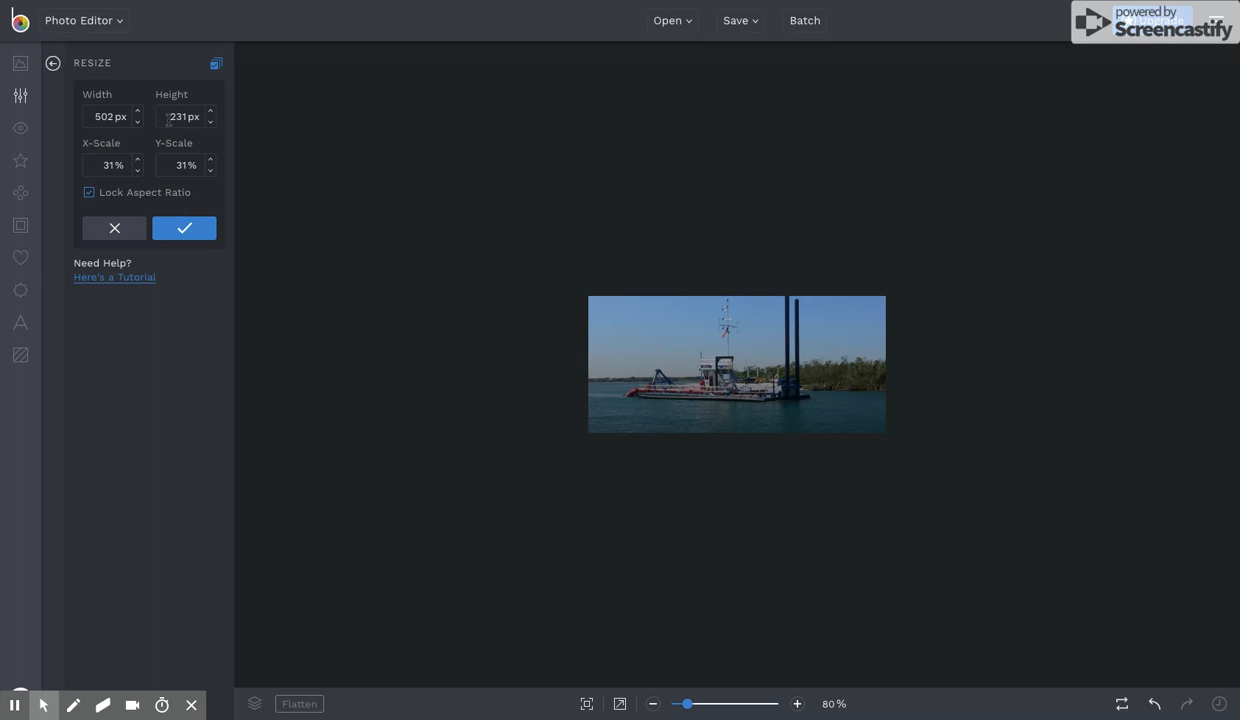 Photo Editor
Open
Save
Batch
Upgrade
powered by
Screencastify
RESIZE
Width
Height
502 px
231 px
X-Scale
Y-Scale
31 %
31 %
Lock Aspect Ratio
Need Help?
Here's a Tutorial
Flatten
80 %